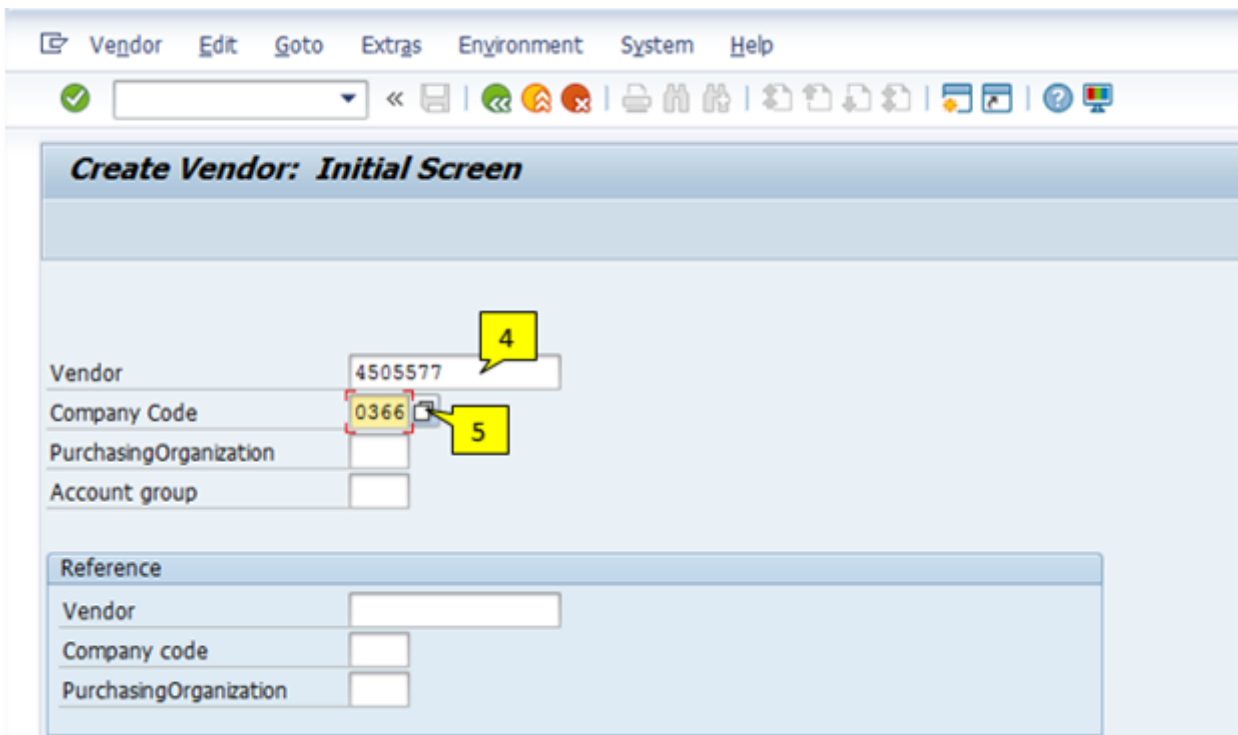 Vendor Edit Goto Extras Environment System Help
Create Vendor: Initial Screen
4
Vendor 4505577
Company Code 0366
5
PurchasingOrganization
Account group
Reference
Vendor
Company code
PurchasingOrganization